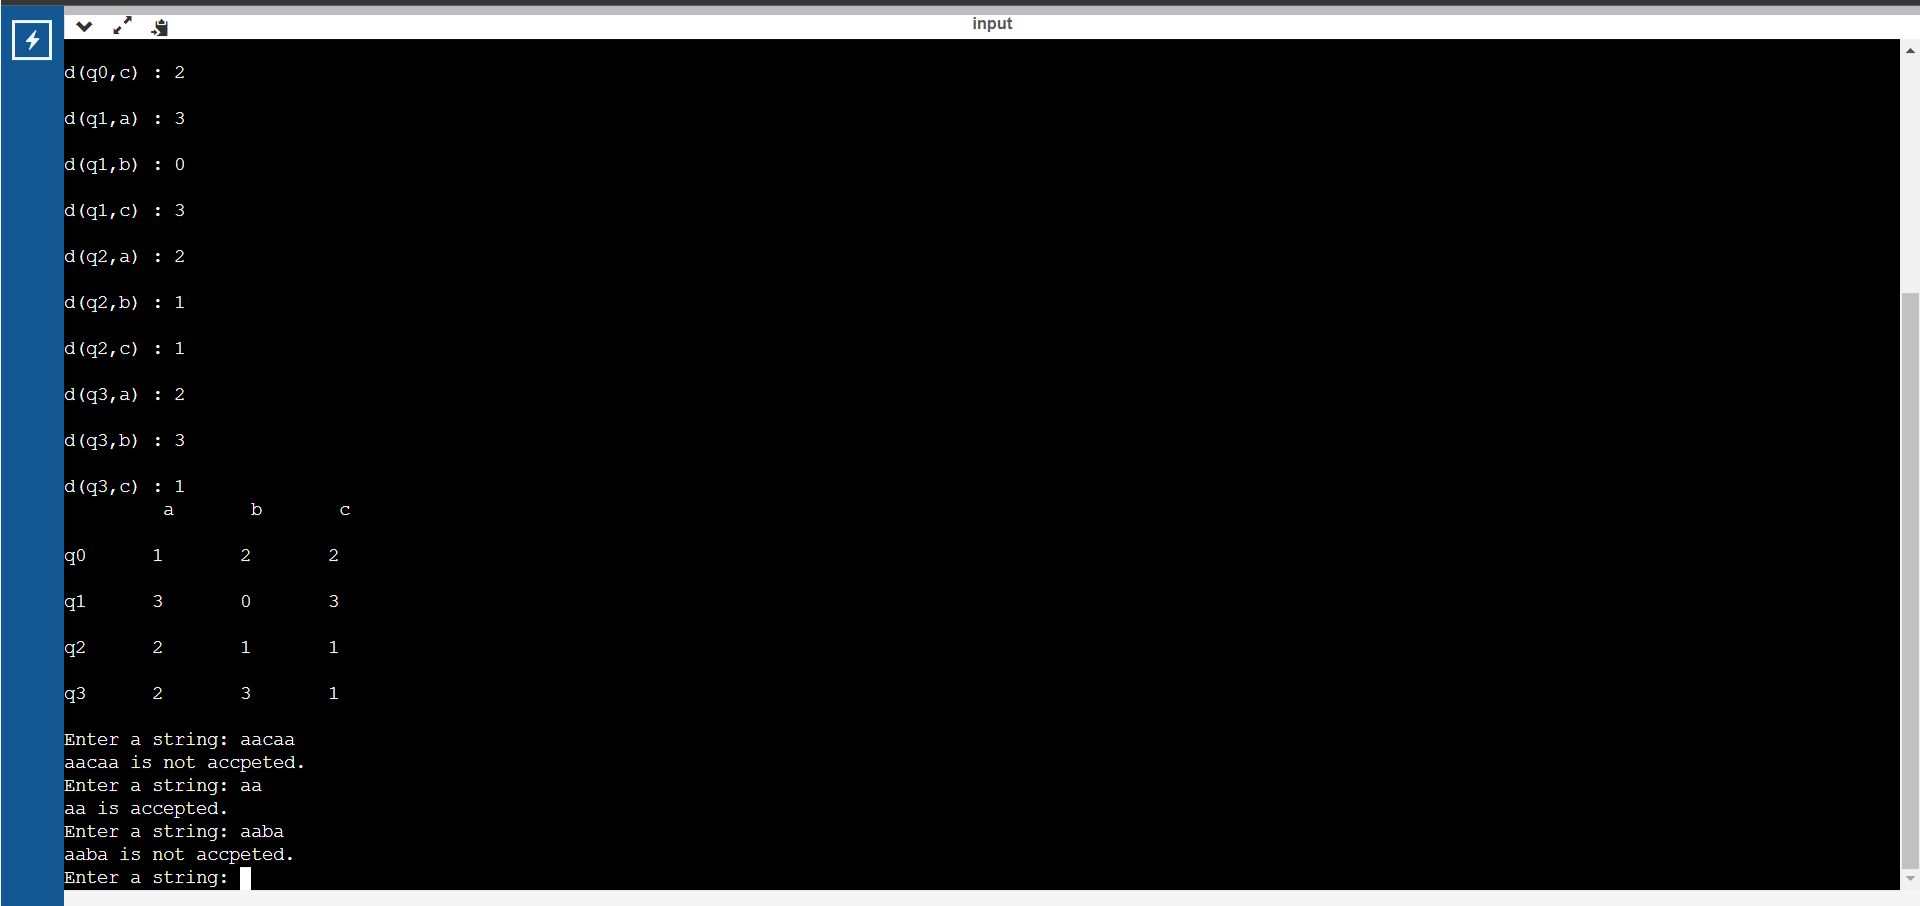 input
d(q0,c) : 2
d(q1,a) : 3
d(q1,b) : 0
d(q1,c) : 3
d(q2,a) : 2
d(q2,b) : 1
d(q2,c) : 1
d(q3,a) : 2
d(q3,b) : 3
d(q3,c) : 1
a b c
q0 1 2 2
q1 3 0 3
q2 2 1 1
q3 2 3 1
Enter a string: aacaa
aacaa is not accpeted.
Enter a string: aa
aa is accepted.
Enter a string: aaba
aaba is not accpeted.
Enter a string: